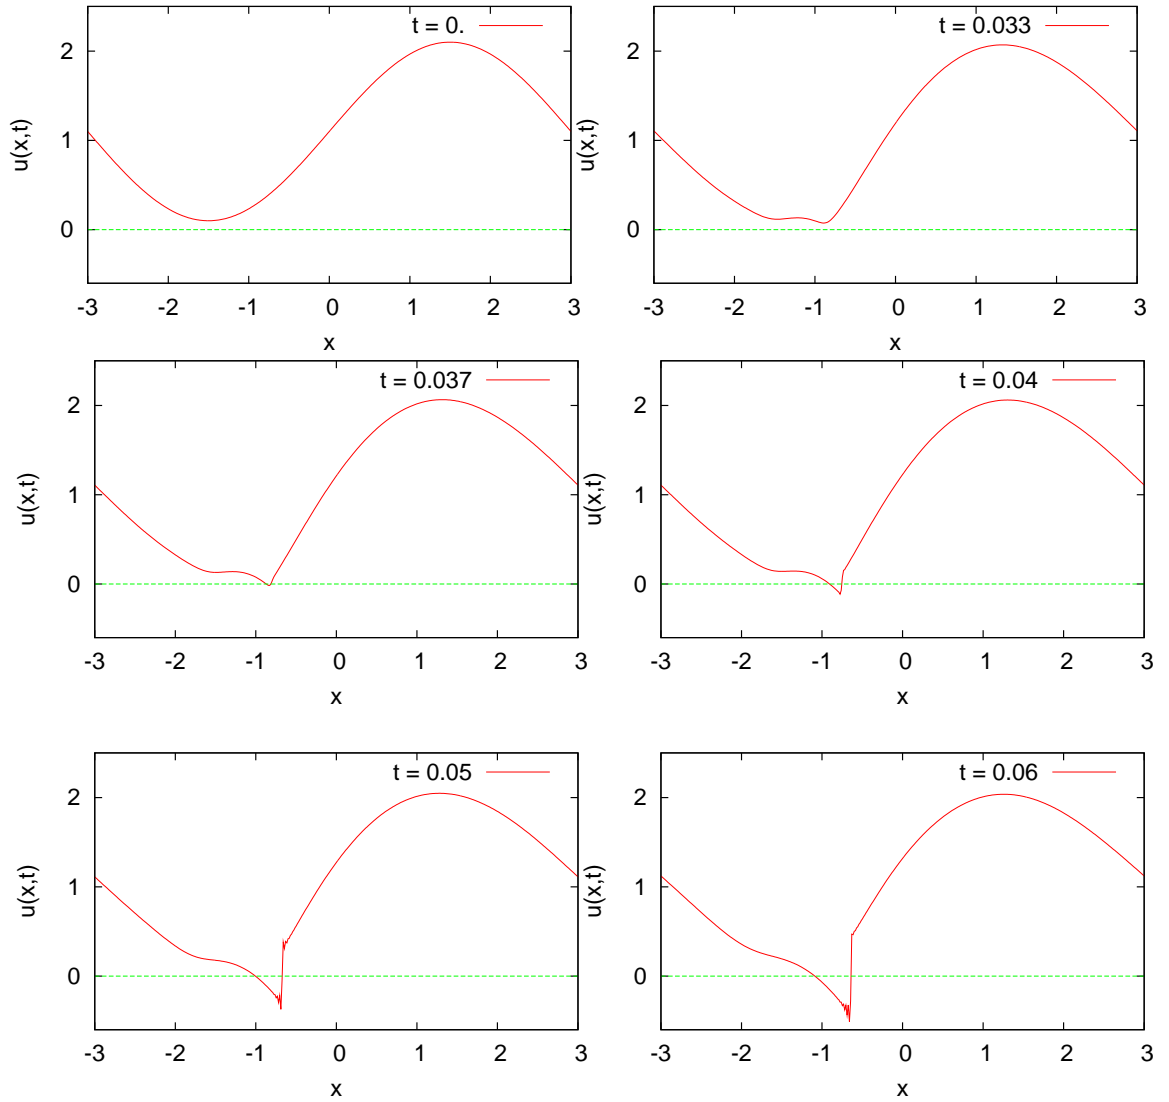 t = 0.
u(x,t)
2
1
0
-3 -2 -1 0 1 2 3
x
t = 0.033
u(x,t)
2
1
0
-3 -2 -1 0 1 2 3
x
t = 0.037
u(x,t)
2
1
0
-3 -2 -1 0 1 2 3
x
t = 0.04
u(x,t)
2
1
0
-3 -2 -1 0 1 2 3
x
t = 0.05
u(x,t)
2
1
0
-3 -2 -1 0 1 2 3
x
t = 0.06
u(x,t)
2
1
0
-3 -2 -1 0 1 2 3
x